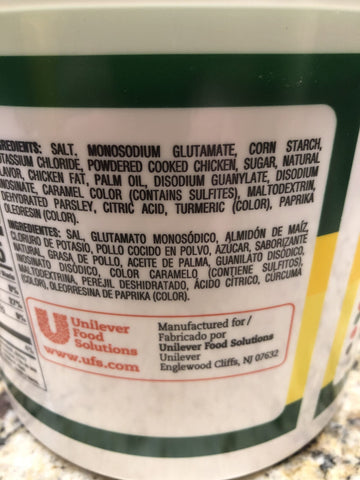 INGREDIENTS: SALT, MONOSODIUM GLUTAMATE, CORN STARCH,
POTASSIUM CHLORIDE, POWDERED COOKED CHICKEN, SUGAR, NATURAL
FLAVOR, CHICKEN FAT, PALM OIL, DISODIUM GUANYLATE, DISODIUM
INOSINATE, CARAMEL COLOR (CONTAINS SULFITES), MALTODEXTRIN,
DEHYDRATED PARSLEY, CITRIC ACID, TURMERIC (COLOR), PAPRIKA
OLEORESIN (COLOR).
INGREDIENTES: SAL, GLUTAMATO MONOSÓDICO, ALMIDÓN DE MAÍZ,
CLORURO DE POTASIO, POLLO COCIDO EN POLVO, AZÚCAR, SABORIZANTE
NATURAL, GRASA DE POLLO, ACEITE DE PALMA, GUANILATO DISÓDICO,
INOSINATO DISÓDICO, COLOR CARAMELO (CONTIENE SULFITOS),
MALTODEXTRINA, PEREJIL DESHIDRATADO, ÁCIDO CÍTRICO, CÚRCUMA
(COLOR), OLEORESINA DE PAPRIKA (COLOR).
Unilever
Food
Solutions
www.ufs.com
Manufactured for /
Fabricado por
Unilever Food Solutions
Unilever
Englewood Cliffs, NJ 07632